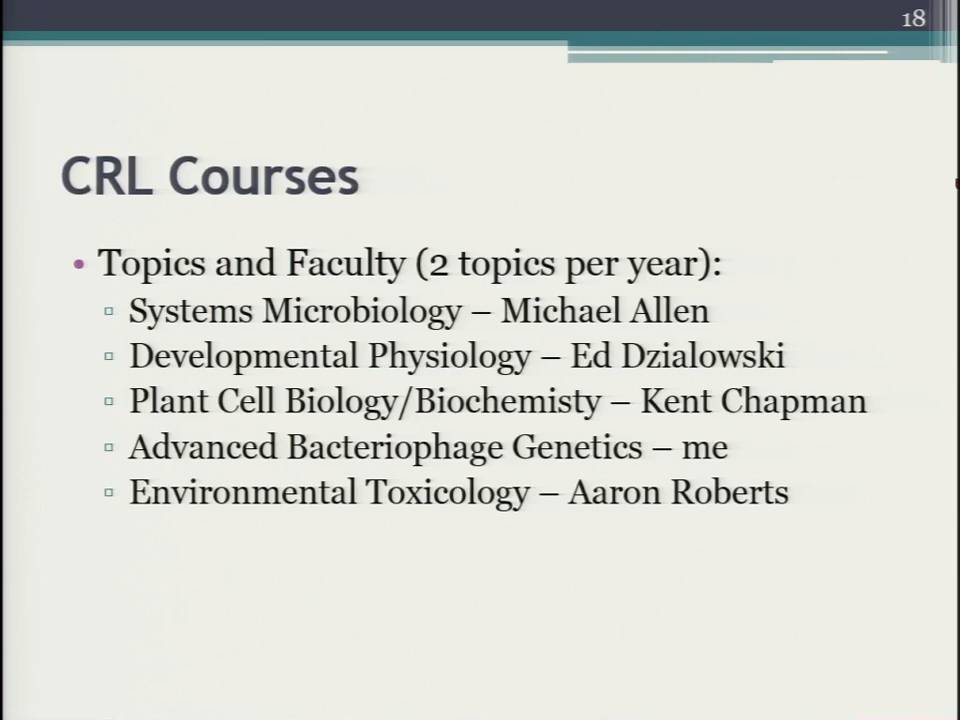 18
CRL Courses
• Topics and Faculty (2 topics per year):
▫ Systems Microbiology – Michael Allen
▫ Developmental Physiology – Ed Dzialowski
▫ Plant Cell Biology/Biochemisty – Kent Chapman
▫ Advanced Bacteriophage Genetics – me
▫ Environmental Toxicology – Aaron Roberts